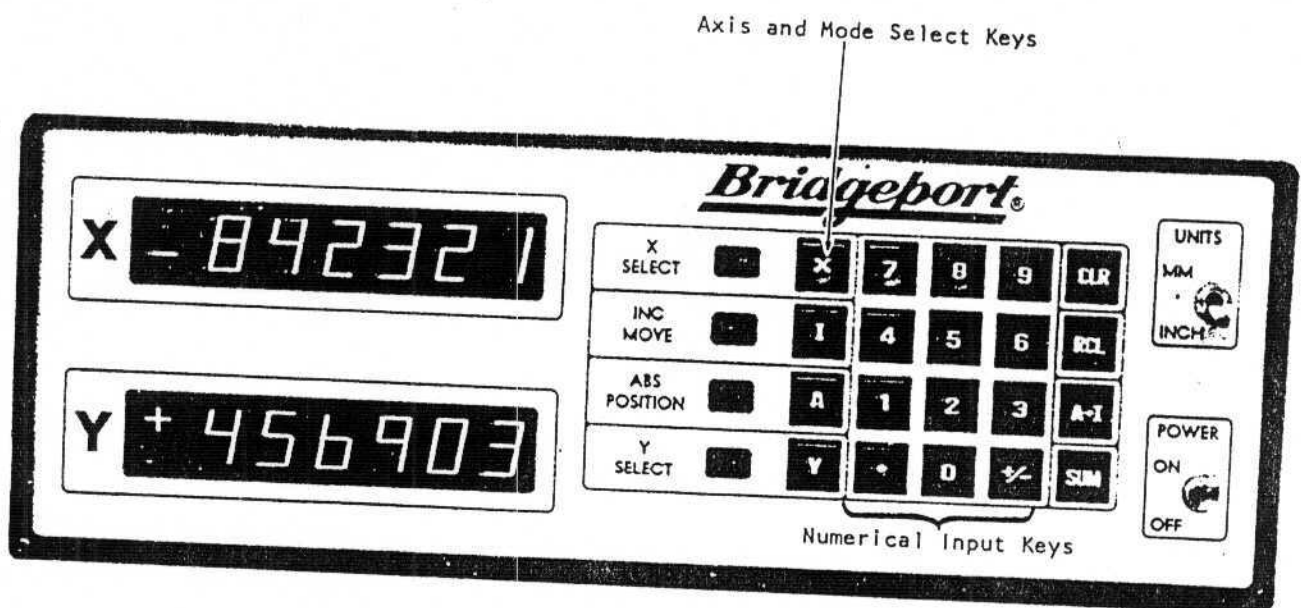 Axis and Mode Select Keys
Bridgeport®
X - 842321
Y + 456903
X SELECT
X 7 8 9 CLR
INC MOVE
I 4 5 6 RCL
ABS POSITION
A 1 2 3 A→I
Y SELECT
Y • 0 +/- SUM
UNITS
MM
INCH
POWER
ON
OFF
Numerical Input Keys